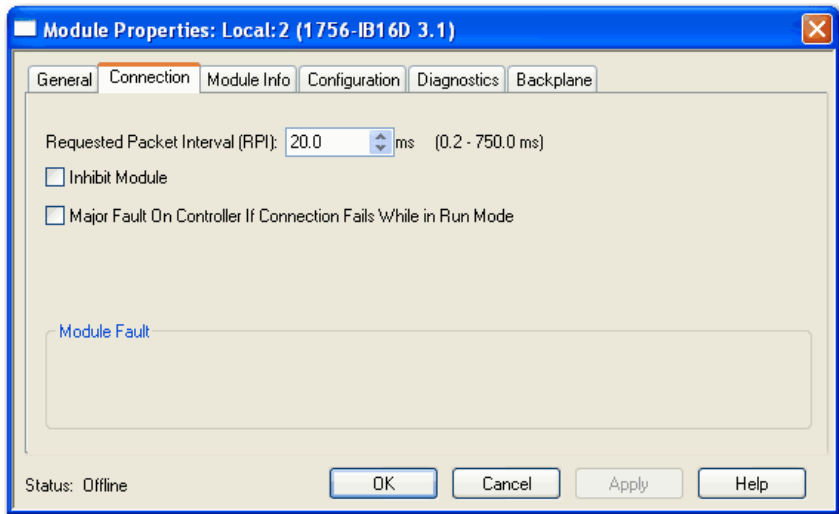 Module Properties: Local:2 (1756-IB16D 3.1)
General Connection Module Info Configuration Diagnostics Backplane
Requested Packet Interval (RPI): 20.0 ms (0.2 - 750.0 ms)
Inhibit Module
Major Fault On Controller If Connection Fails While in Run Mode
Module Fault
Status: Offline OK Cancel Apply Help